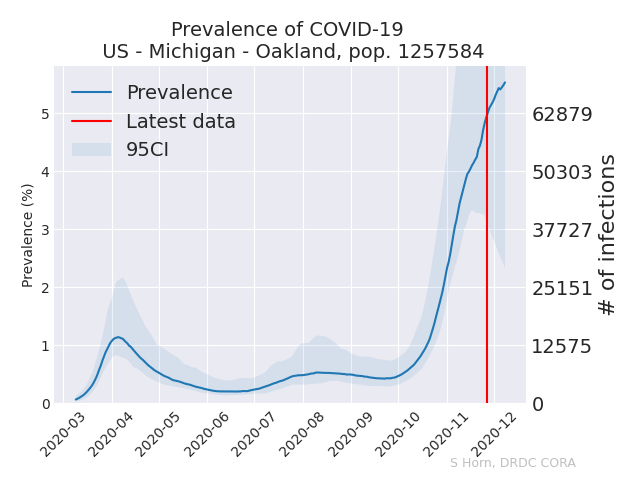 Prevalence of COVID-19
US - Michigan - Oakland, pop. 1257584
Prevalence
Latest data
95CI
Prevalence (%)
5
4
3
2
1
0
62879
50303
37727
25151
12575
0
# of infections
2020-03
2020-04
2020-05
2020-06
2020-07
2020-08
2020-09
2020-10
2020-11
2020-12
S Horn, DRDC CORA